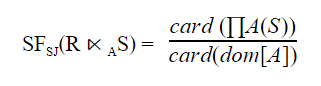 SF_SJ(R ⋉ _A S) = card (∏A(S)) / card(dom[A])